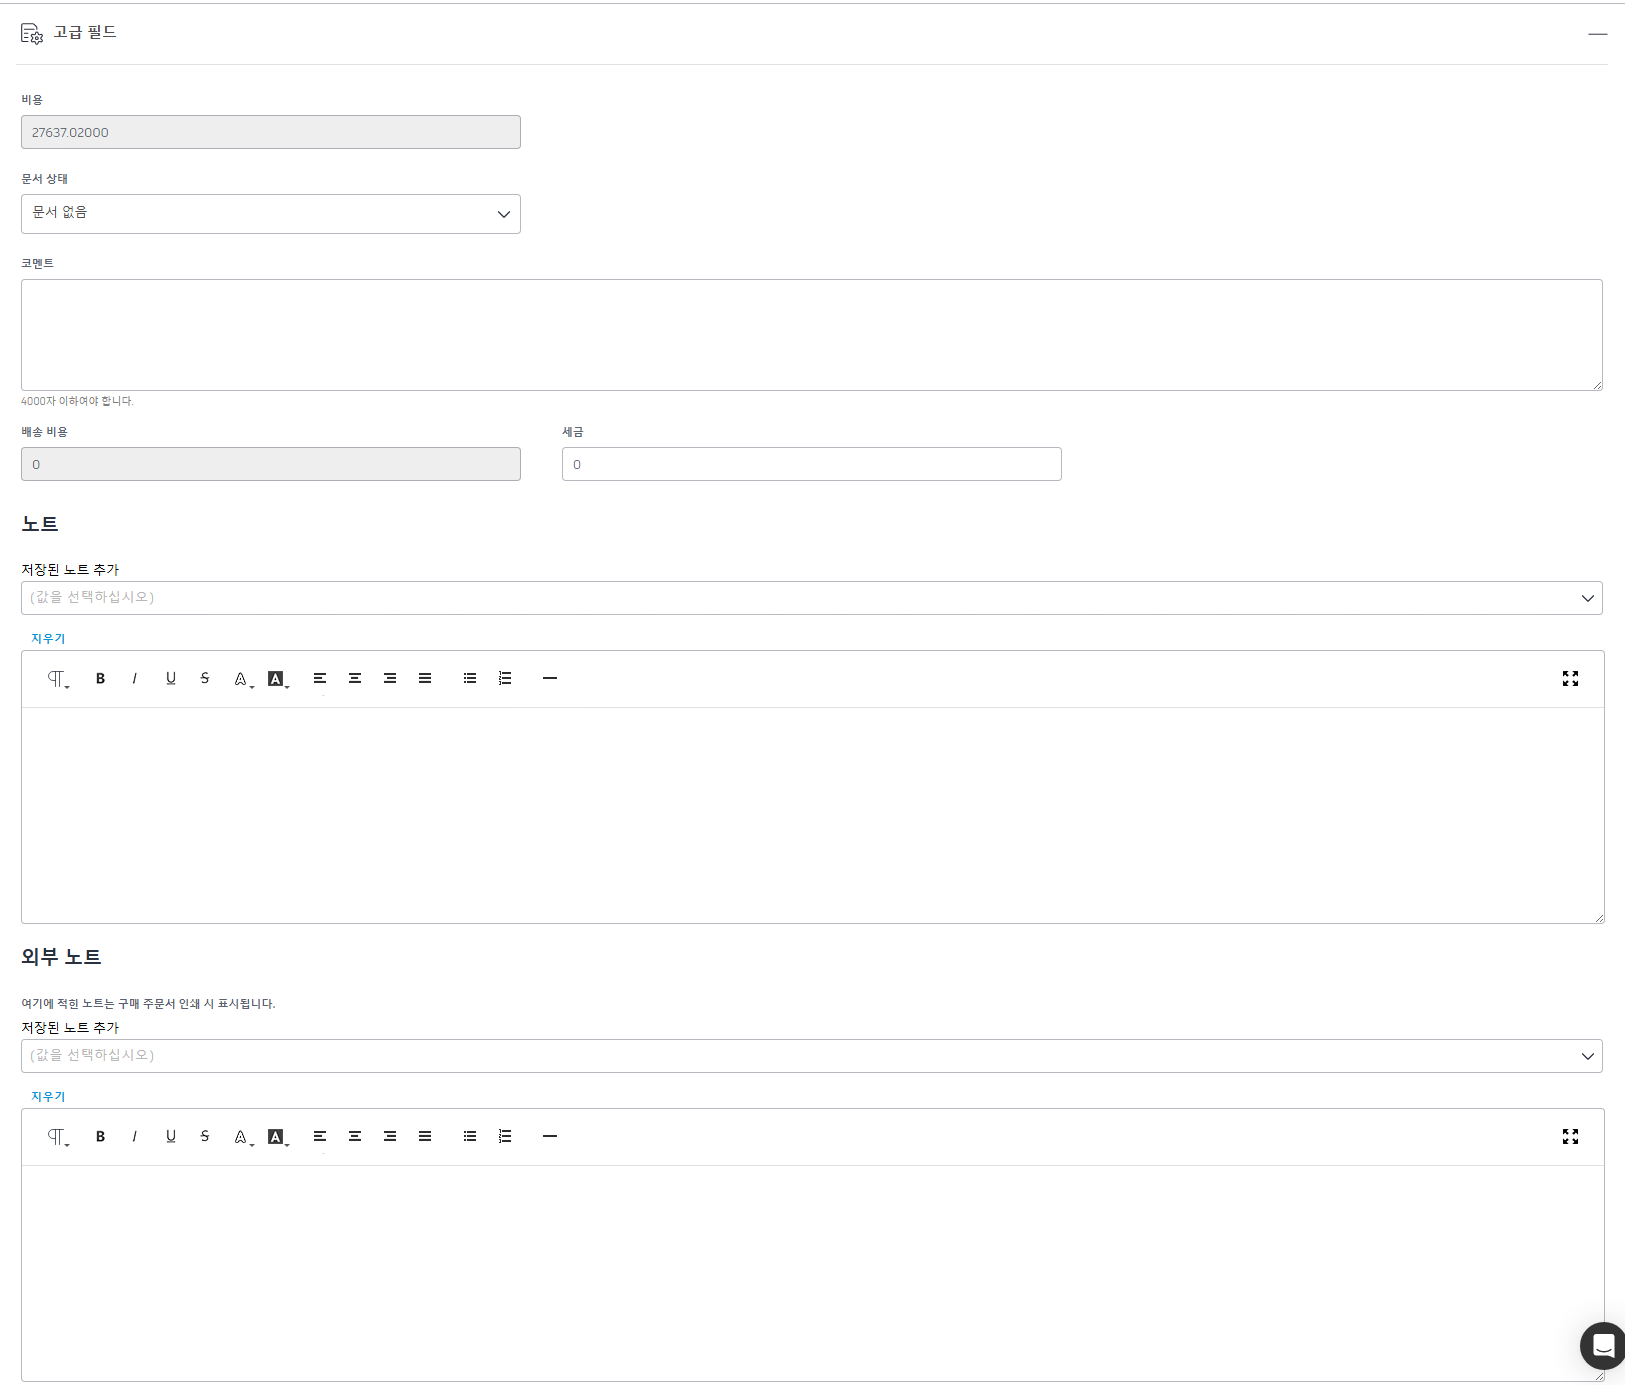 고급 필드
비용
27637.02000
문서 상태
문서 없음
코멘트
4000자 이하여야 합니다.
배송 비용
세금
0
0
노트
저장된 노트 추가
(값을 선택하십시오)
지우기
B I U S A A
외부 노트
여기에 적힌 노트는 구매 주문서 인쇄 시 표시됩니다.
저장된 노트 추가
(값을 선택하십시오)
지우기
B I U S A A